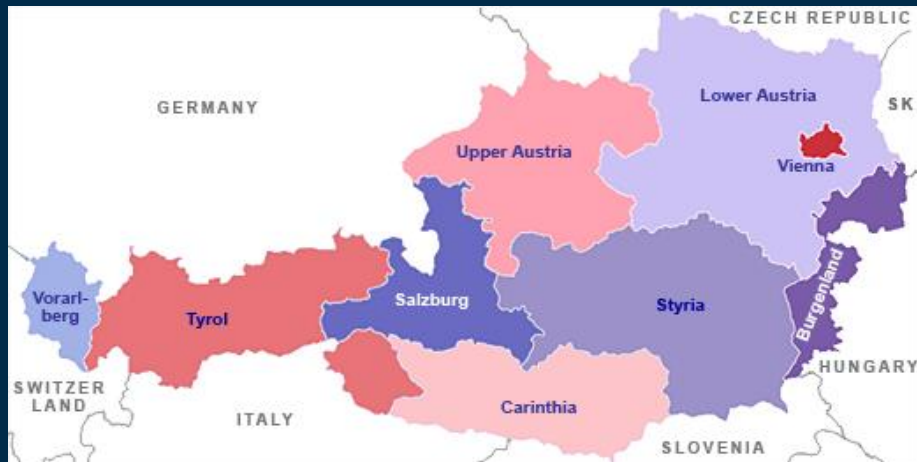 CZECH REPUBLIC
GERMANY
Lower Austria
SK
Upper Austria
Vienna
Vorarl-
berg
Tyrol
Salzburg
Styria
Burgenland
SWITZER
LAND
ITALY
Carinthia
HUNGARY
SLOVENIA